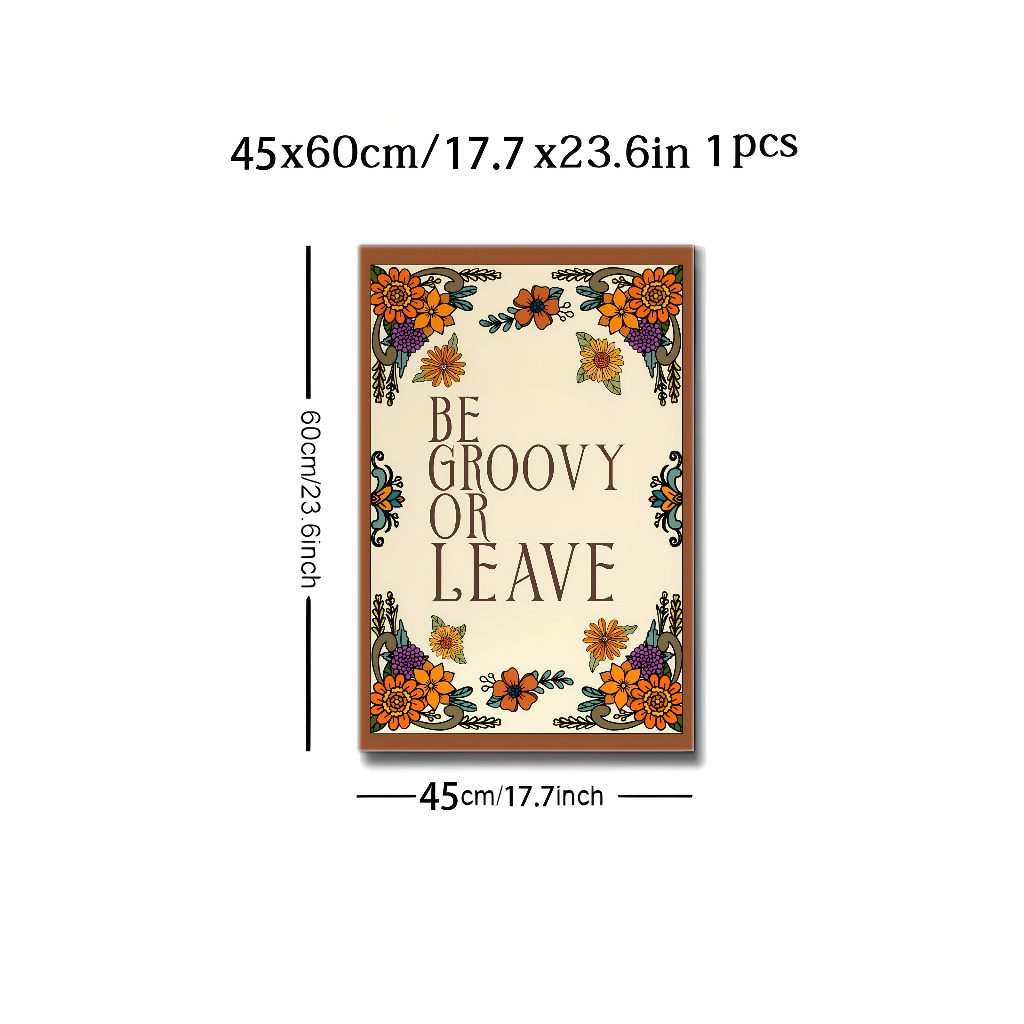 45x60cm/17.7 x23.6in 1pcs
60cm/23.6inch
BE
GROOVY
OR
LEAVE
45cm/17.7inch